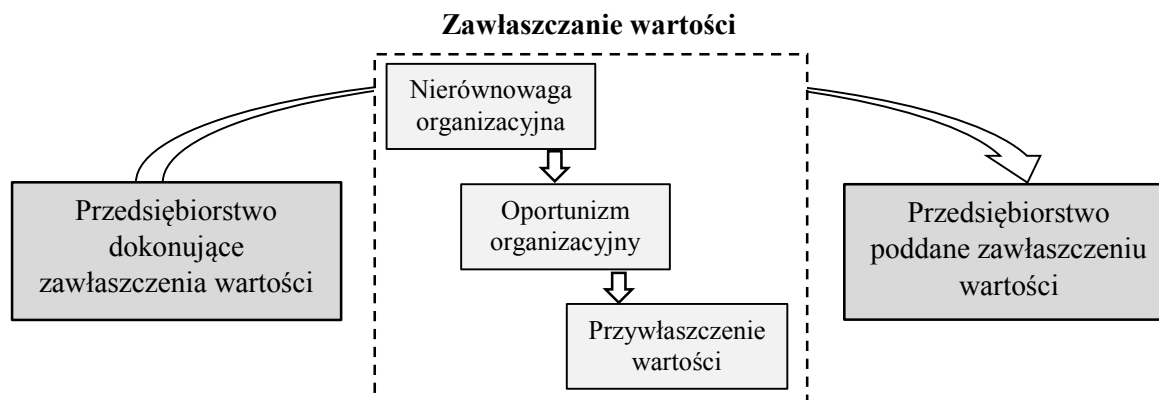 Zawłaszczanie wartości
Nierównowaga
organizacyjna
Przedsiębiorstwo
dokonujące
zawłaszczenia wartości
Oportunizm
organizacyjny
Przywłaszczenie
wartości
Przedsiębiorstwo
poddane zawłaszczeniu
wartości